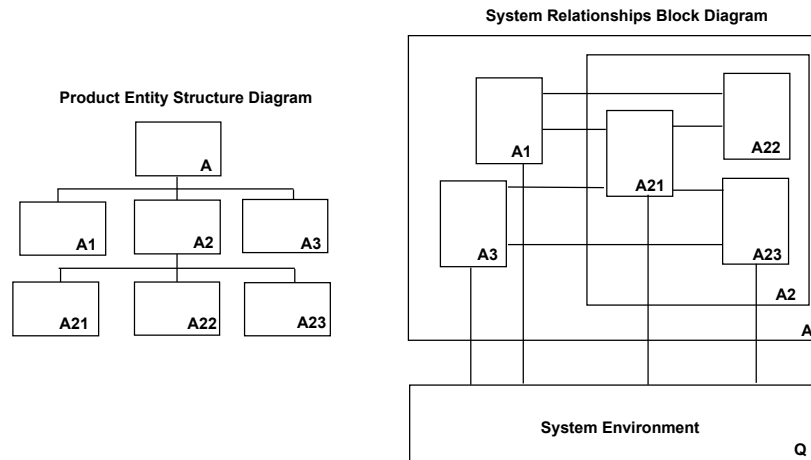 System Relationships Block Diagram
Product Entity Structure Diagram
A
A1
A2
A3
A21
A22
A23
A1
A22
A21
A3
A23
A2
A
System Environment
Q